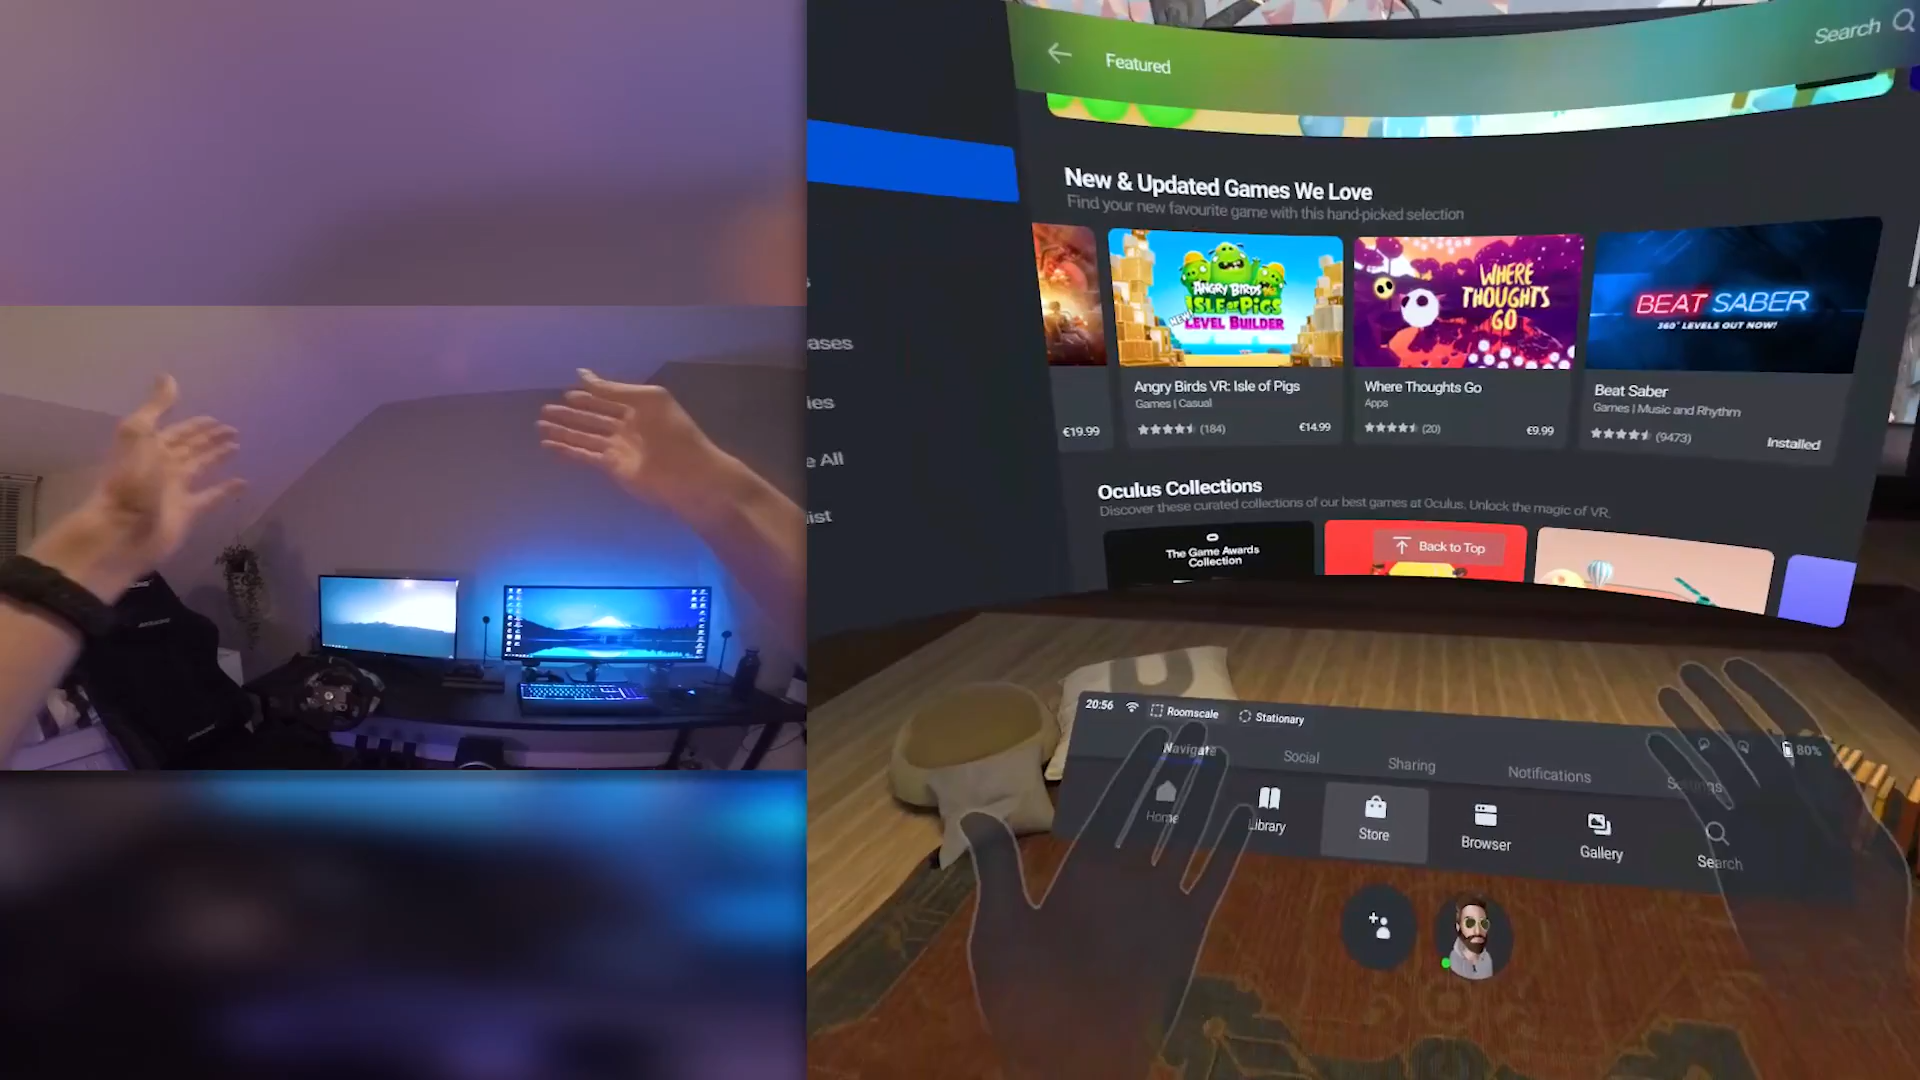 Search
Featured
New & Updated Games We Love
Find your new favourite game with this hand-picked selection
ANGRY BIRDS VR
ISLE OF PIGS
NEW! LEVEL BUILDER
WHERE
THOUGHTS
GO
BEAT SABER
360° LEVELS OUT NOW!
ases
Angry Birds VR: Isle of Pigs
Games | Casual
(184)
€14.99
Where Thoughts Go
Apps
(20)
€9.99
Beat Saber
Games | Music and Rhythm
(9473)
Installed
€19.99
ies
e All
ist
Oculus Collections
Discover these curated collections of our best games at Oculus. Unlock the magic of VR.
The Game Awards
Collection
Back to Top
20:56
Roomscale
Stationary
80%
Navigate
Social
Sharing
Notifications
Settings
Home
Library
Store
Browser
Gallery
Search